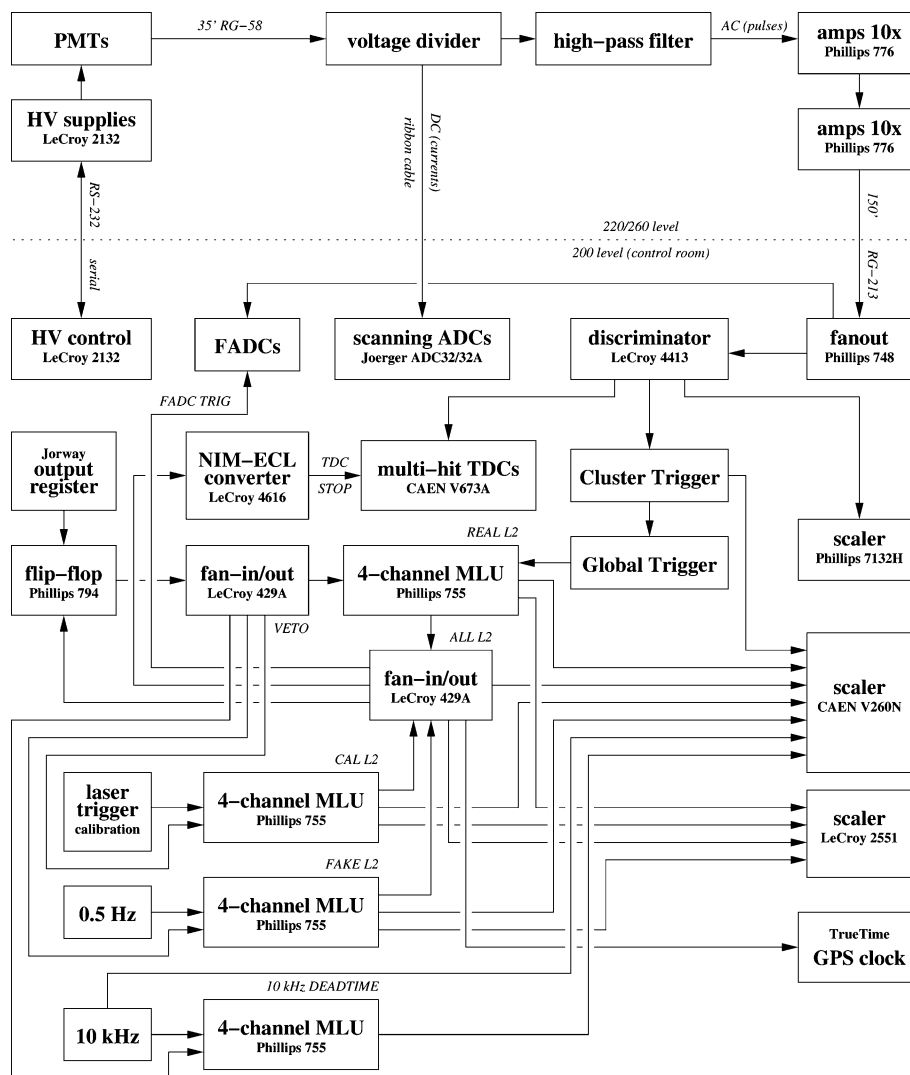 PMTs
35' RG−58
voltage divider
high−pass filter
AC (pulses)
amps 10x
Phillips 776
HV supplies
LeCroy 2132
amps 10x
Phillips 776
RS−232
serial
DC (currents)
ribbon cable
150'
RG−213
220/260 level
200 level (control room)
HV control
LeCroy 2132
FADCs
scanning ADCs
Joerger ADC32/32A
discriminator
LeCroy 4413
fanout
Phillips 748
FADC TRIG
Jorway
output
register
NIM−ECL
converter
LeCroy 4616
TDC
STOP
multi−hit TDCs
CAEN V673A
Cluster Trigger
REAL L2
scaler
Phillips 7132H
flip−flop
Phillips 794
fan−in/out
LeCroy 429A
4−channel MLU
Phillips 755
Global Trigger
VETO
ALL L2
fan−in/out
LeCroy 429A
scaler
CAEN V260N
CAL L2
laser
trigger
calibration
4−channel MLU
Phillips 755
scaler
LeCroy 2551
FAKE L2
0.5 Hz
4−channel MLU
Phillips 755
TrueTime
GPS clock
10 kHz DEADTIME
10 kHz
4−channel MLU
Phillips 755